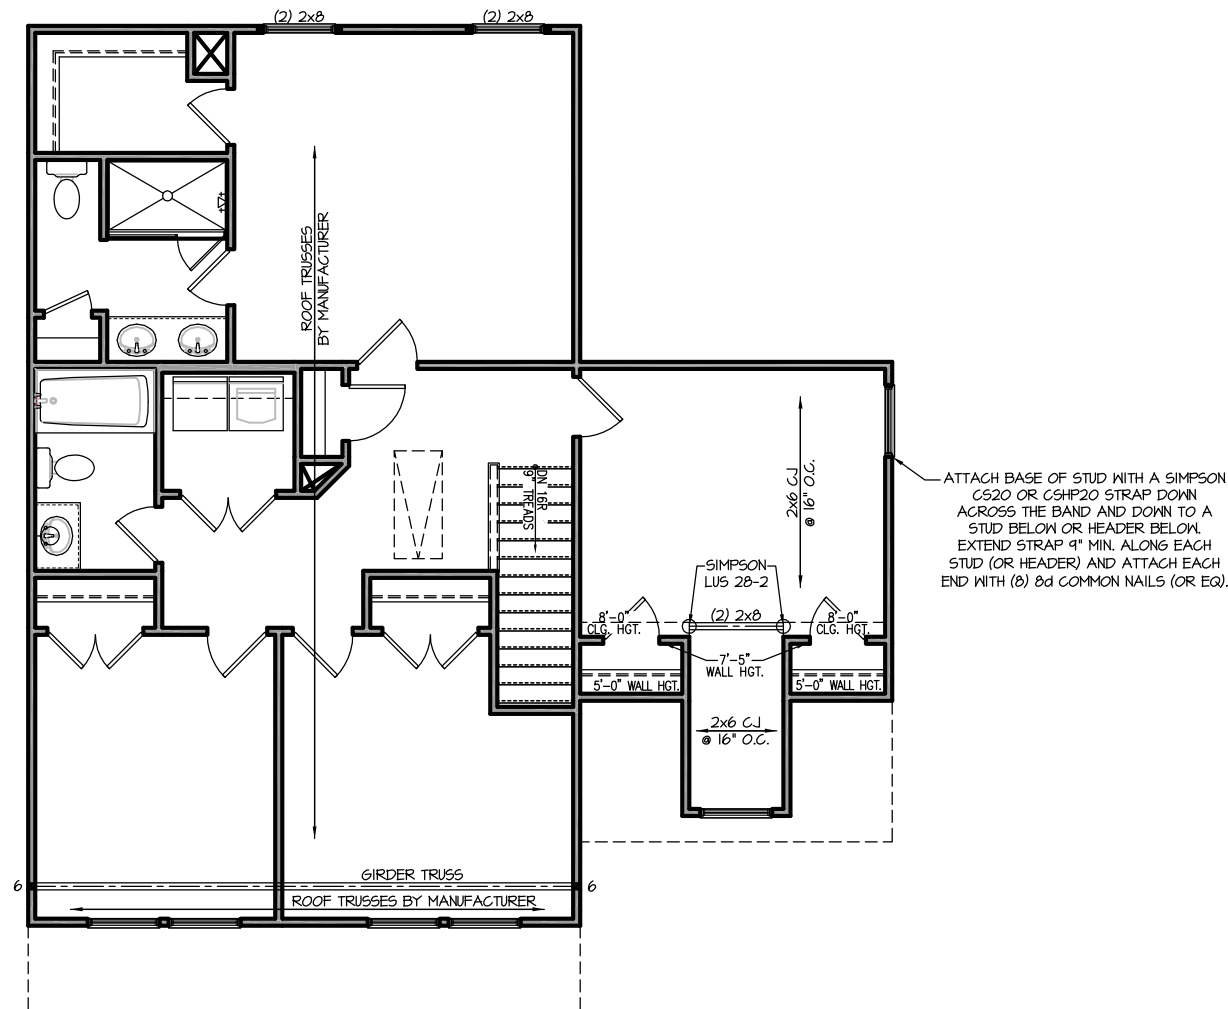 (2) 2x8
(2) 2x8
ROOF TRUSSES
BY MANUFACTURER
DN 16R
9" TREADS
2x6 CJ
@ 16" O.C.
ATTACH BASE OF STUD WITH A SIMPSON
CS20 OR CSHP20 STRAP DOWN
ACROSS THE BAND AND DOWN TO A
STUD BELOW OR HEADER BELOW.
EXTEND STRAP 9" MIN. ALONG EACH
STUD (OR HEADER) AND ATTACH EACH
END WITH (8) 8d COMMON NAILS (OR EQ).
SIMPSON
LUS 28-2
8'-0"
CLG. HGT.
(2) 2x8
8'-0"
CLG. HGT.
7'-5"
WALL HGT.
5'-0" WALL HGT.
5'-0" WALL HGT.
2x6 CJ
@ 16" O.C.
GIRDER TRUSS
6
6
ROOF TRUSSES BY MANUFACTURER